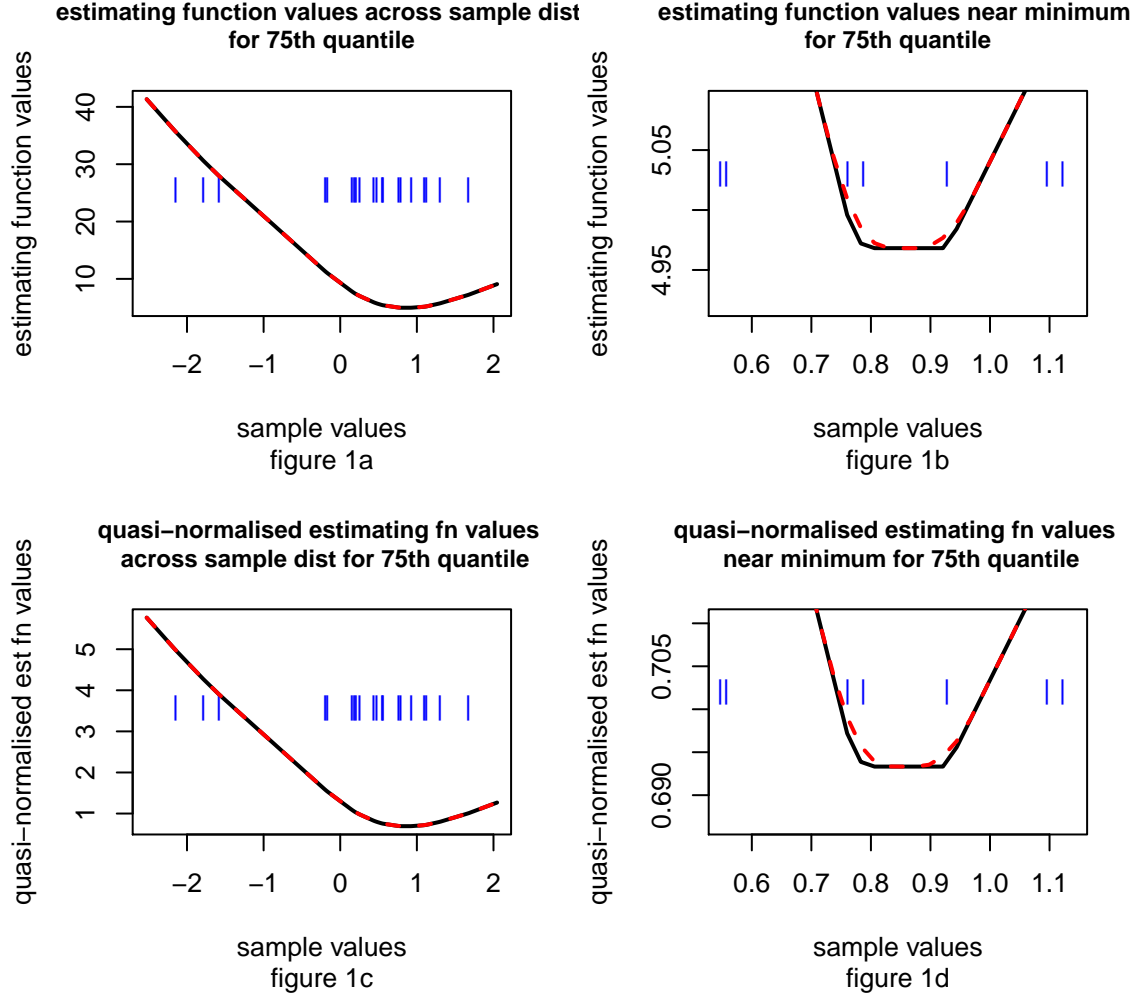 estimating function values across sample dist
for 75th quantile
estimating function values
40
30
20
10
−2 −1 0 1 2
sample values
figure 1a
estimating function values near minimum
for 75th quantile
estimating function values
5.05
4.95
0.6 0.7 0.8 0.9 1.0 1.1
sample values
figure 1b
quasi−normalised estimating fn values
across sample dist for 75th quantile
quasi−normalised est fn values
5
4
3
2
1
−2 −1 0 1 2
sample values
figure 1c
quasi−normalised estimating fn values
near minimum for 75th quantile
quasi−normalised est fn values
0.705
0.690
0.6 0.7 0.8 0.9 1.0 1.1
sample values
figure 1d